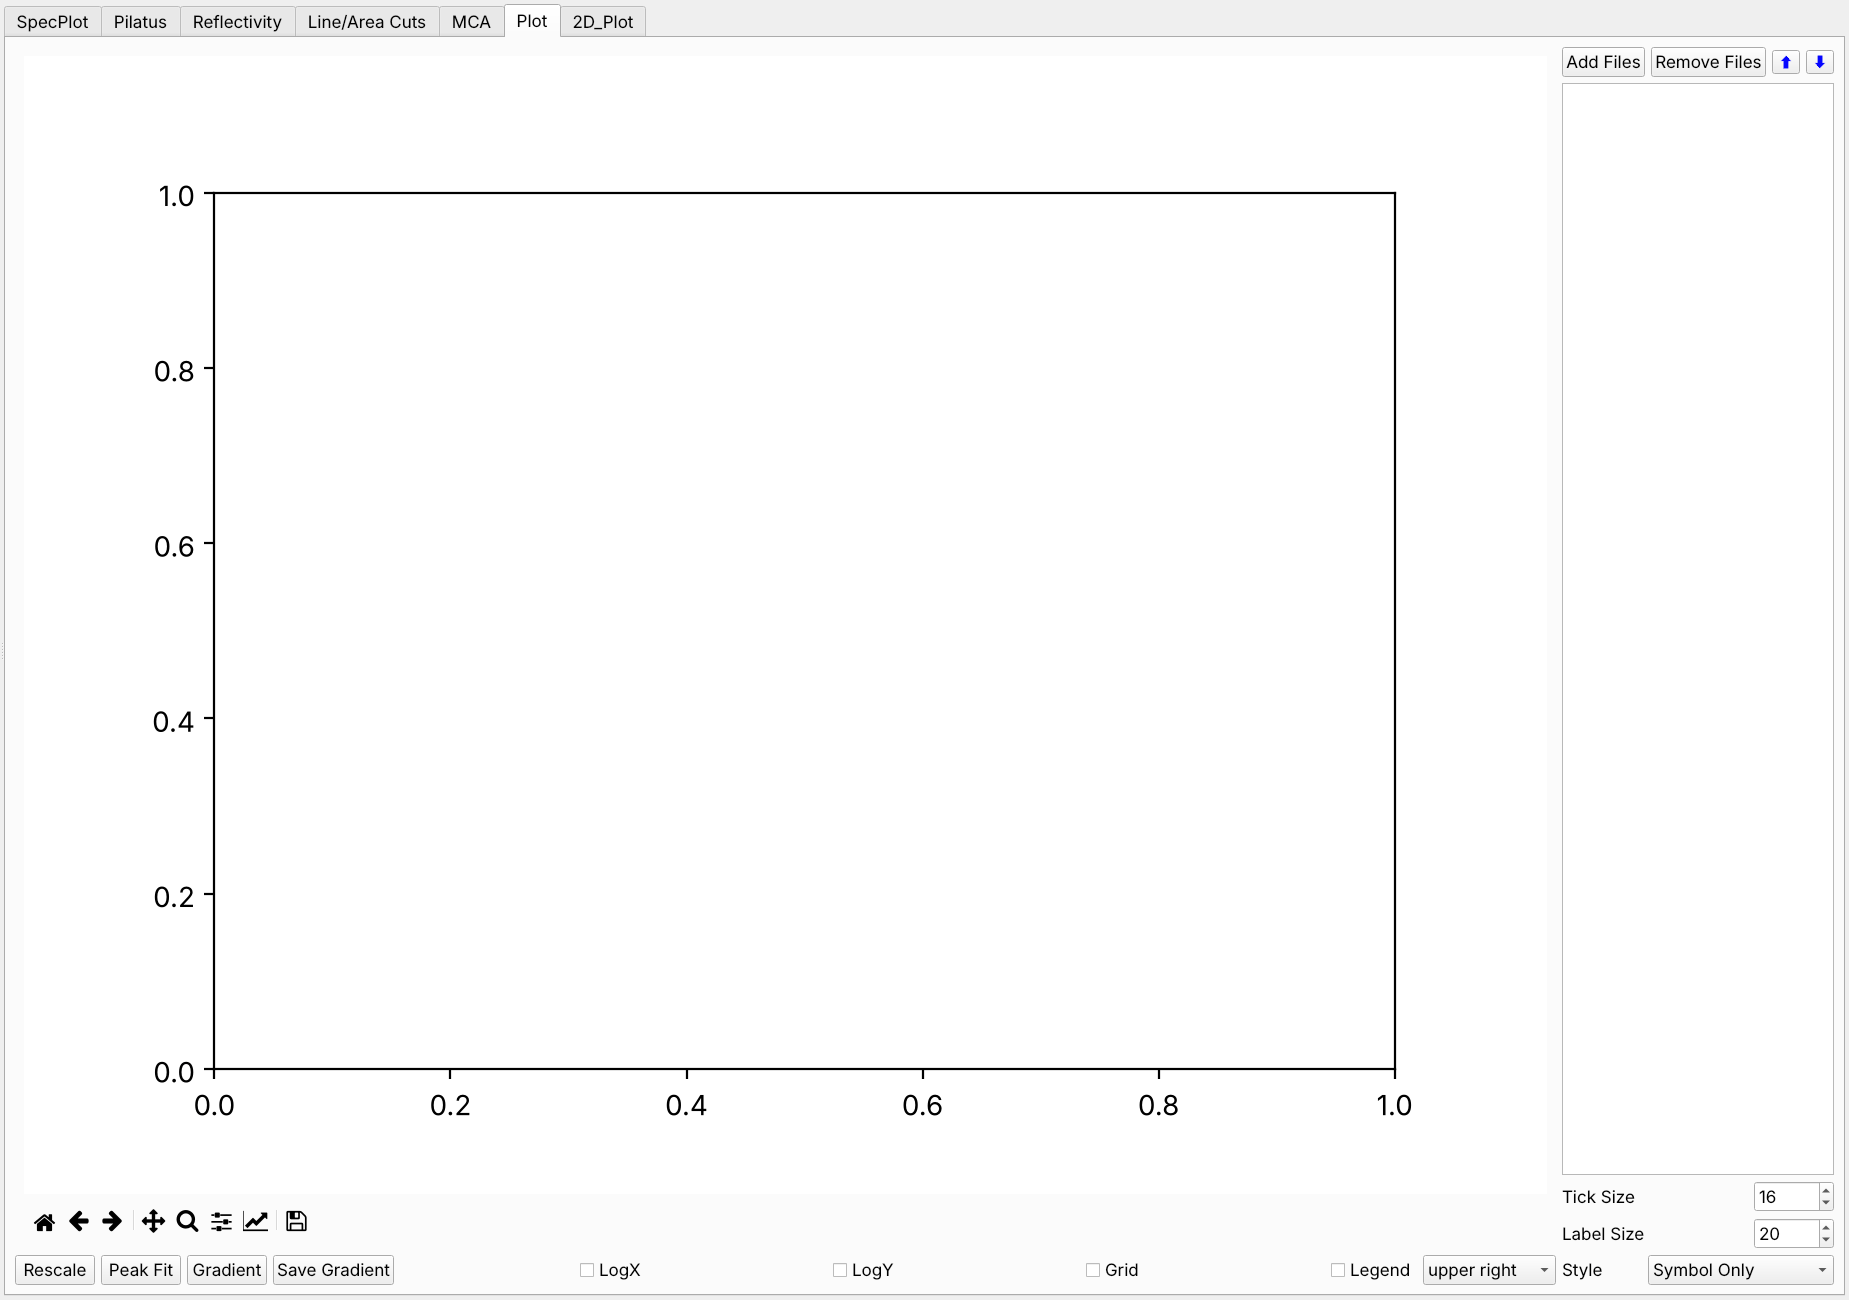 SpecPlot Pilatus Reflectivity Line/Area Cuts MCA Plot 2D_Plot
Add Files Remove Files
1.0
0.8
0.6
0.4
0.2
0.0
0.0 0.2 0.4 0.6 0.8 1.0
Tick Size 16
Label Size 20
Rescale Peak Fit Gradient Save Gradient LogX LogY Grid Legend upper right Style Symbol Only